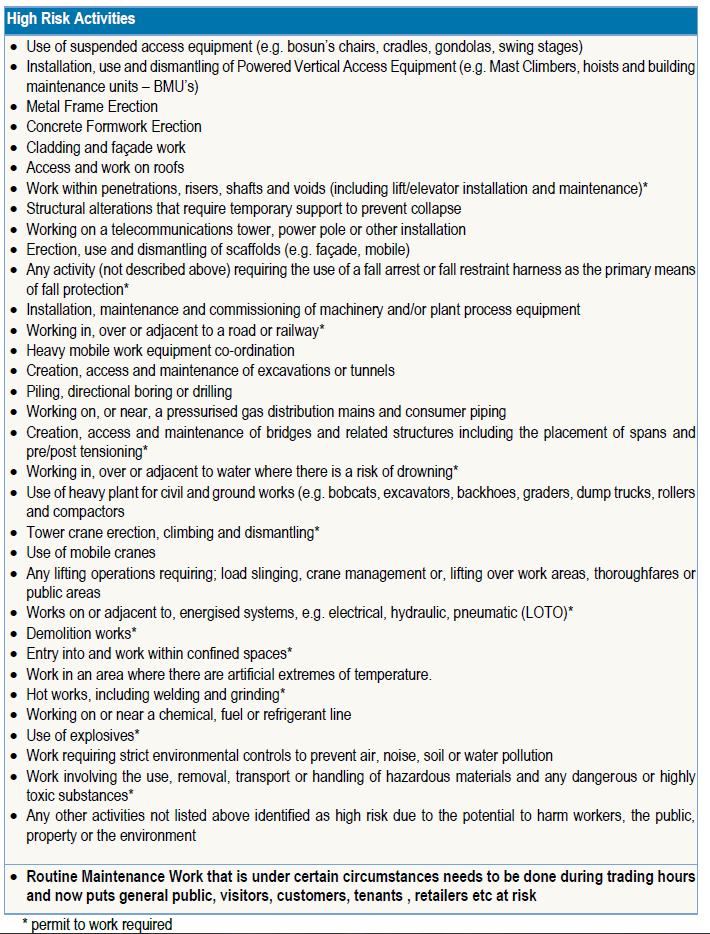 High Risk Activities
• Use of suspended access equipment (e.g. bosun's chairs, cradles, gondolas, swing stages)
• Installation, use and dismantling of Powered Vertical Access Equipment (e.g. Mast Climbers, hoists and building
maintenance units – BMU's)
• Metal Frame Erection
• Concrete Formwork Erection
• Cladding and façade work
• Access and work on roofs
• Work within penetrations, risers, shafts and voids (including lift/elevator installation and maintenance)*
• Structural alterations that require temporary support to prevent collapse
• Working on a telecommunications tower, power pole or other installation
• Erection, use and dismantling of scaffolds (e.g. façade, mobile)
• Any activity (not described above) requiring the use of a fall arrest or fall restraint harness as the primary means
of fall protection*
• Installation, maintenance and commissioning of machinery and/or plant process equipment
• Working in, over or adjacent to a road or railway*
• Heavy mobile work equipment co-ordination
• Creation, access and maintenance of excavations or tunnels
• Piling, directional boring or drilling
• Working on, or near, a pressurised gas distribution mains and consumer piping
• Creation, access and maintenance of bridges and related structures including the placement of spans and
pre/post tensioning*
• Working in, over or adjacent to water where there is a risk of drowning*
• Use of heavy plant for civil and ground works (e.g. bobcats, excavators, backhoes, graders, dump trucks, rollers
and compactors
• Tower crane erection, climbing and dismantling*
• Use of mobile cranes
• Any lifting operations requiring; load slinging, crane management or, lifting over work areas, thoroughfares or
public areas
• Works on or adjacent to, energised systems, e.g. electrical, hydraulic, pneumatic (LOTO)*
• Demolition works*
• Entry into and work within confined spaces*
• Work in an area where there are artificial extremes of temperature.
• Hot works, including welding and grinding*
• Working on or near a chemical, fuel or refrigerant line
• Use of explosives*
• Work requiring strict environmental controls to prevent air, noise, soil or water pollution
• Work involving the use, removal, transport or handling of hazardous materials and any dangerous or highly
toxic substances*
• Any other activities not listed above identified as high risk due to the potential to harm workers, the public,
property or the environment
• Routine Maintenance Work that is under certain circumstances needs to be done during trading hours
and now puts general public, visitors, customers, tenants , retailers etc at risk
* permit to work required